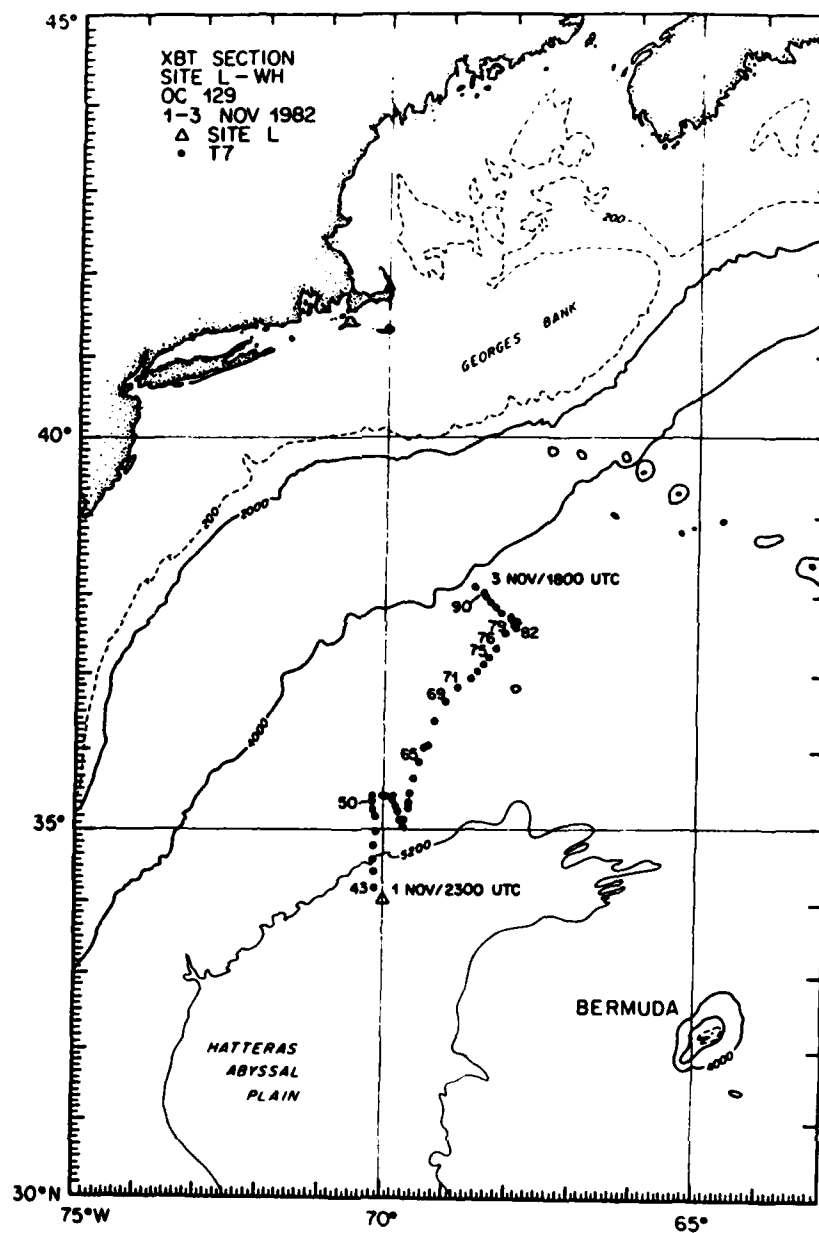 45°
XBT SECTION
SITE L-WH
OC 129
1-3 NOV 1982
△ SITE L
• T7
200
GEORGES BANK
40°
200
2000
3 NOV/1800 UTC
90
79
82
76
75
71
69
4000
65
50
35°
5200
43
1 NOV/2300 UTC
BERMUDA
4000
HATTERAS
ABYSSAL
PLAIN
30°N
75°W
70°
65°